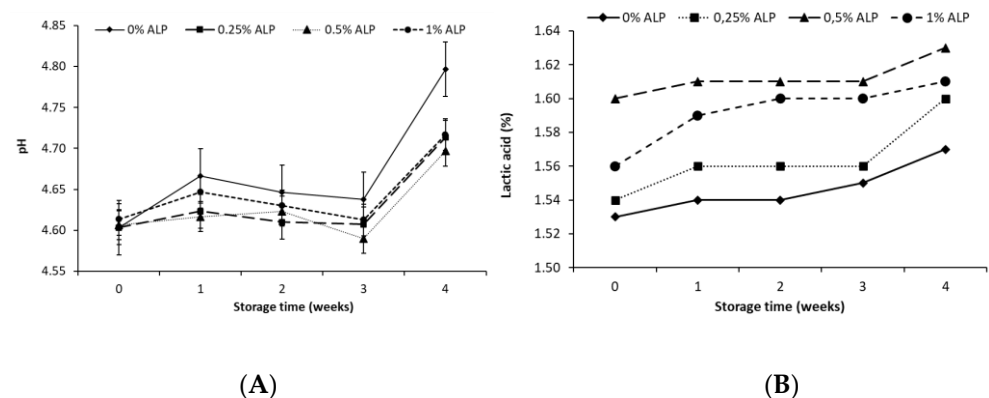 0% ALP 0.25% ALP 0.5% ALP 1% ALP
4.85
4.80
4.75
4.70
4.65
4.60
4.55
pH
0 1 2 3 4
Storage time (weeks)
(A)
0% ALP 0,25% ALP 0,5% ALP 1% ALP
1.64
1.62
1.60
1.58
1.56
1.54
1.52
1.50
Lactic acid (%)
0 1 2 3 4
Storage time (weeks)
(B)